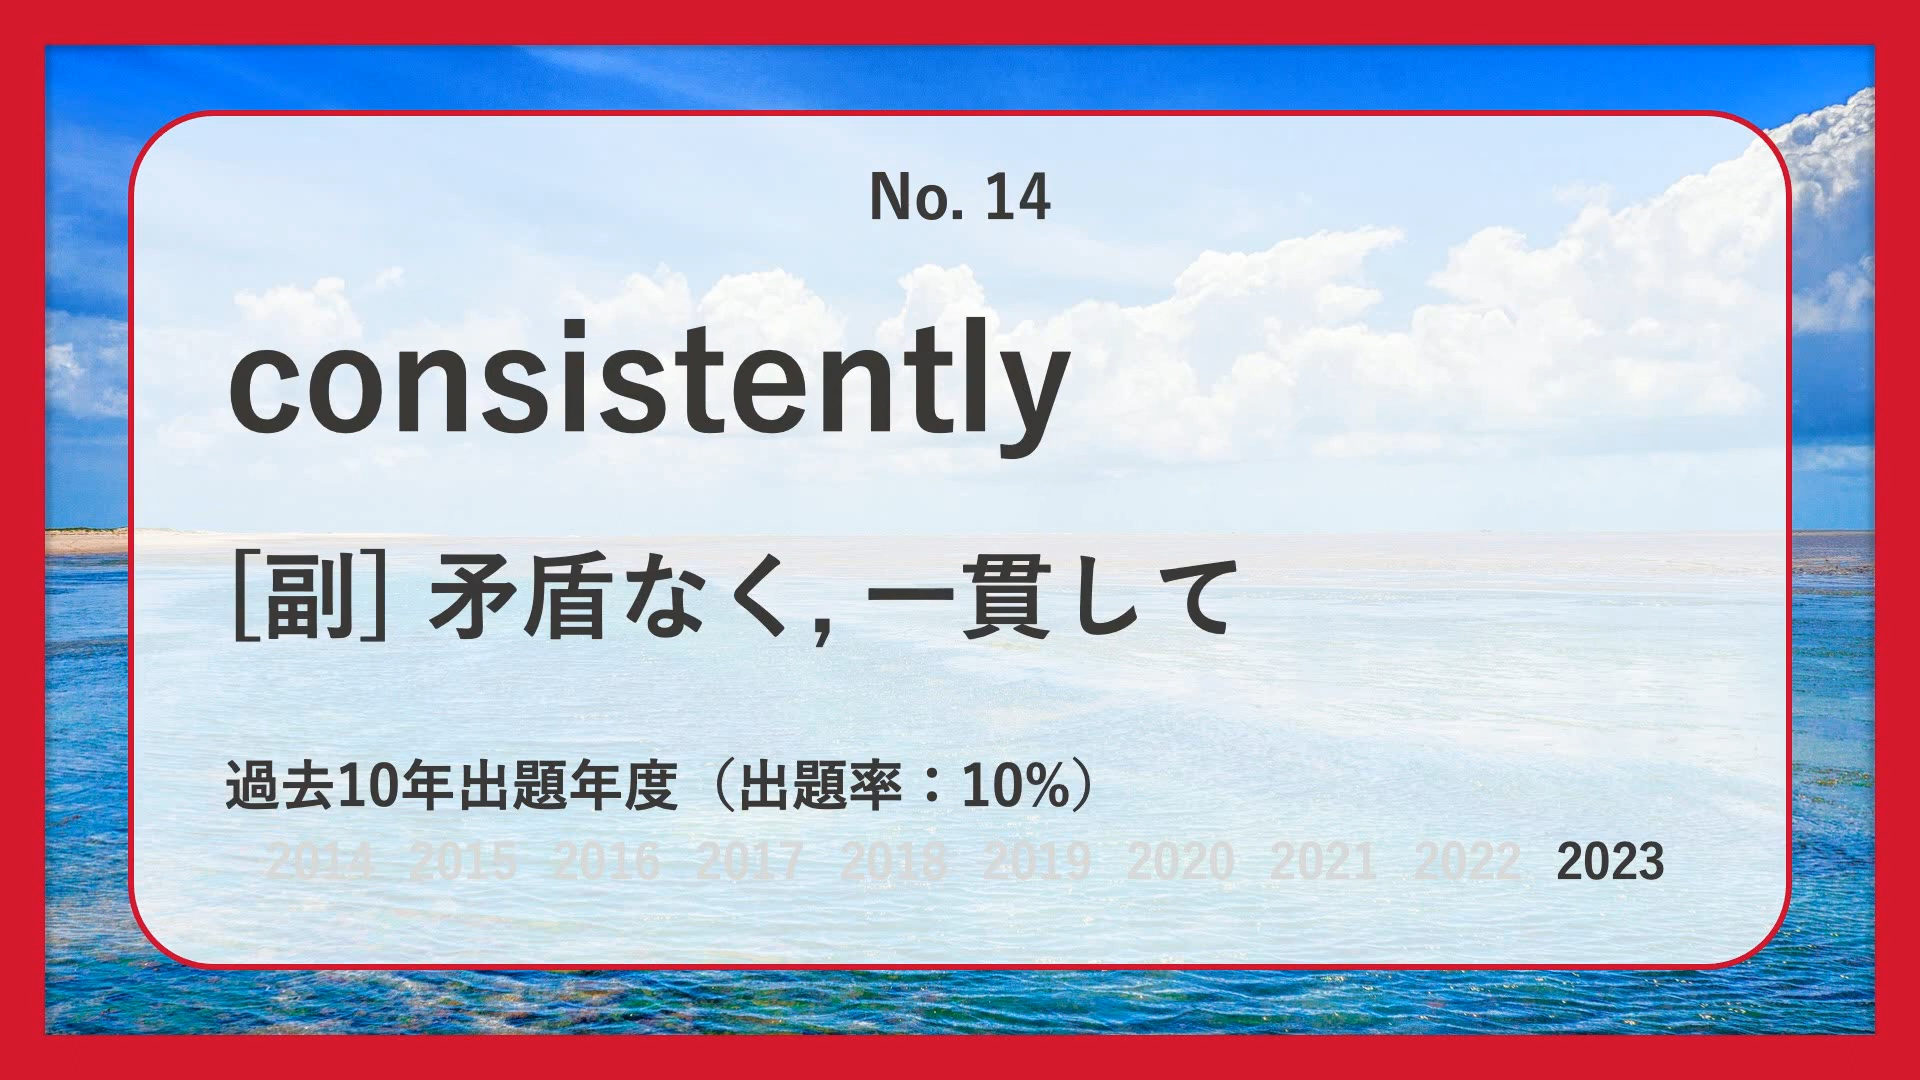 No. 14
consistently
[副] 矛盾なく, 一貫して
過去10年出題年度（出題率：10%）
2014 2015 2016 2017 2018 2019 2020 2021 2022 2023